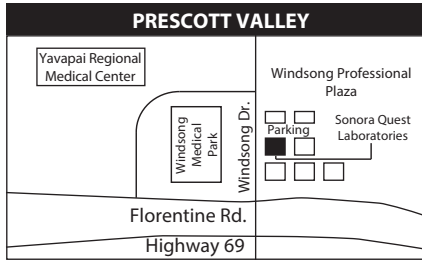 PRESCOTT VALLEY
Yavapai Regional
Medical Center
Windsong Professional
Plaza
Windsong
Medical
Park
Windsong Dr.
Parking
Sonora Quest
Laboratories
Florentine Rd.
Highway 69